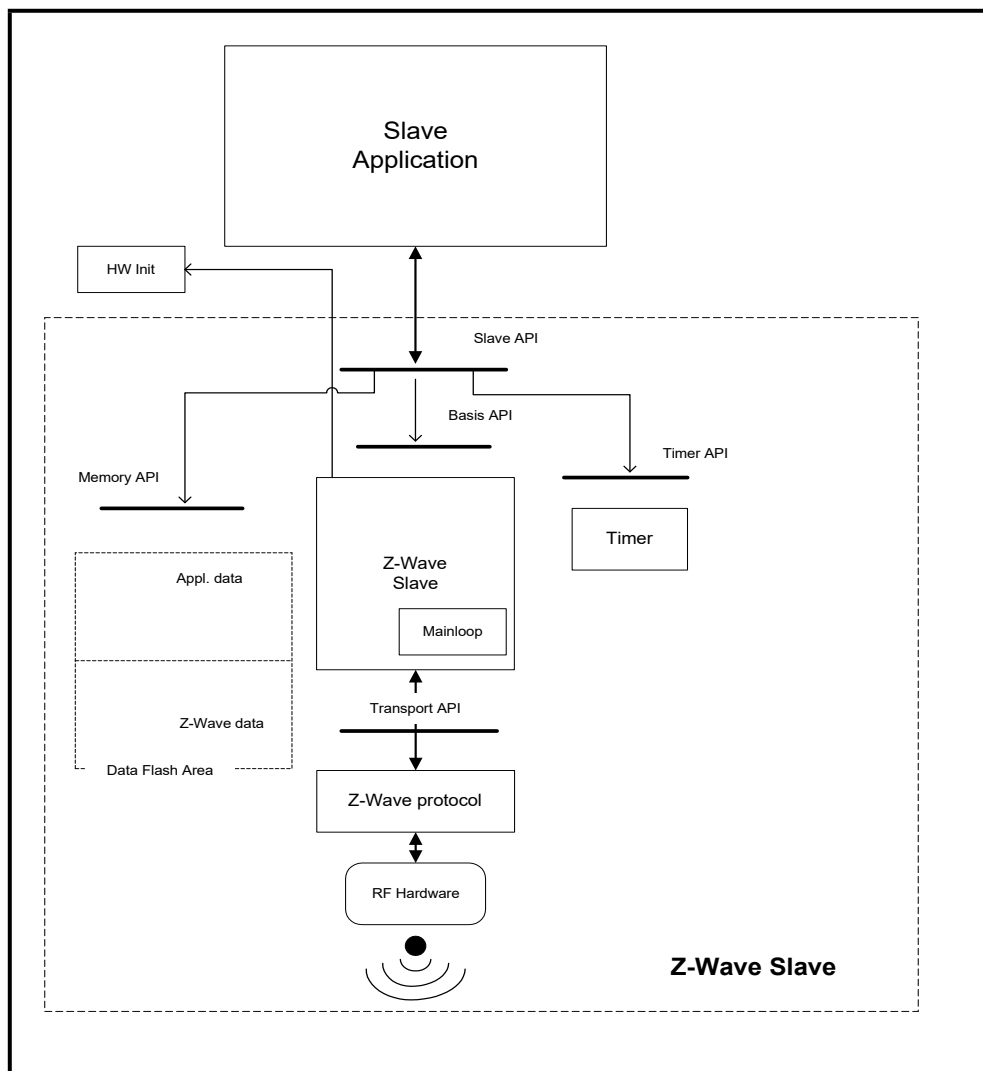 Slave
Application
HW Init
Slave API
Basis API
Timer API
Memory API
Timer
Z-Wave
Slave
Appl. data
Mainloop
Transport API
Z-Wave data
Data Flash Area
Z-Wave protocol
RF Hardware
Z-Wave Slave